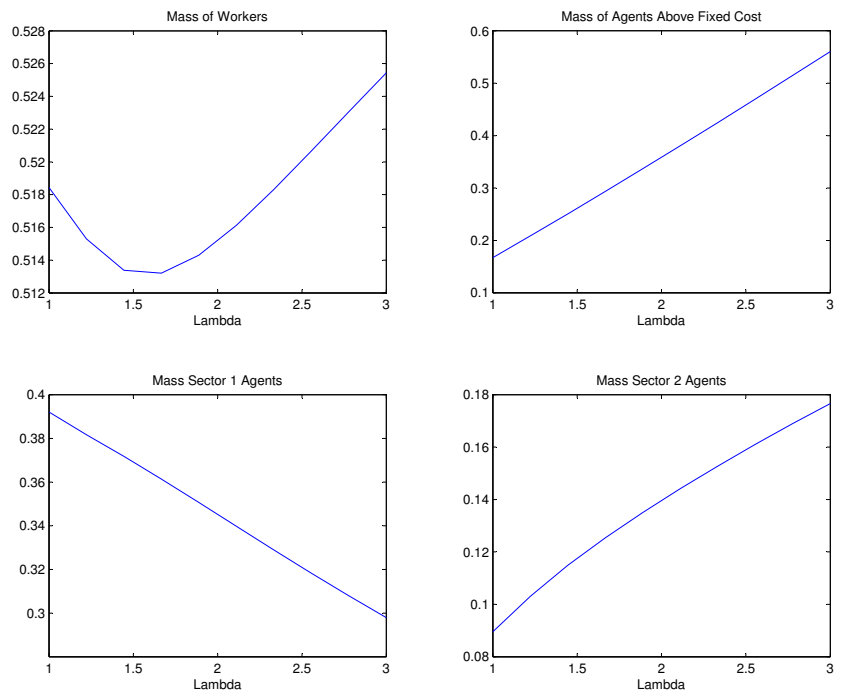 Mass of Workers
0.528
0.526
0.524
0.522
0.52
0.518
0.516
0.514
0.512
1 1.5 2 2.5 3
Lambda
Mass of Agents Above Fixed Cost
0.6
0.5
0.4
0.3
0.2
0.1
1 1.5 2 2.5 3
Lambda
Mass Sector 1 Agents
0.4
0.38
0.36
0.34
0.32
0.3
1 1.5 2 2.5 3
Lambda
Mass Sector 2 Agents
0.18
0.16
0.14
0.12
0.1
0.08
1 1.5 2 2.5 3
Lambda